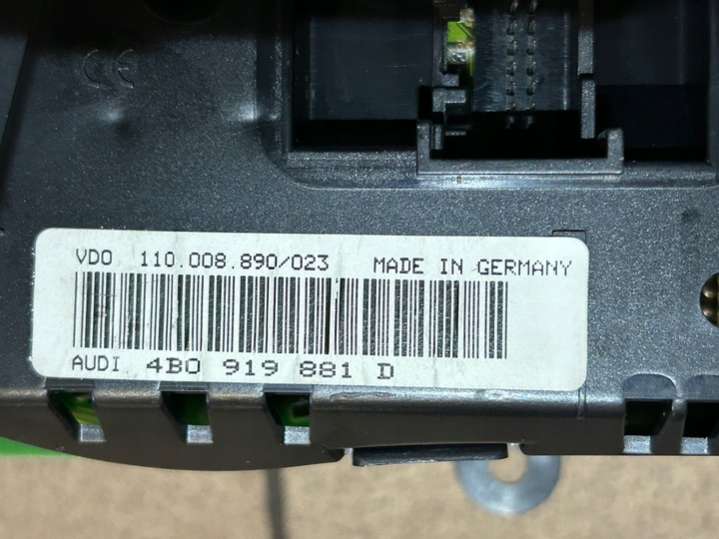 CE
VDO 110.008.890/023 MADE IN GERMANY
AUDI 4B0 919 881 D